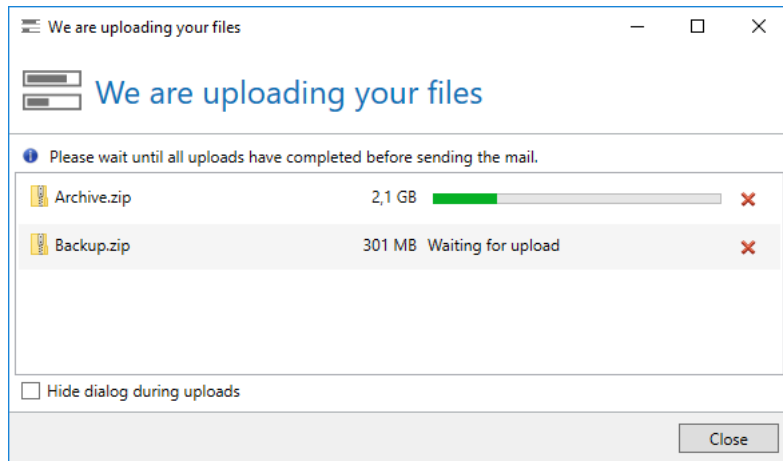 We are uploading your files
We are uploading your files
Please wait until all uploads have completed before sending the mail.
Archive.zip 2,1 GB
Backup.zip 301 MB Waiting for upload
Hide dialog during uploads
Close